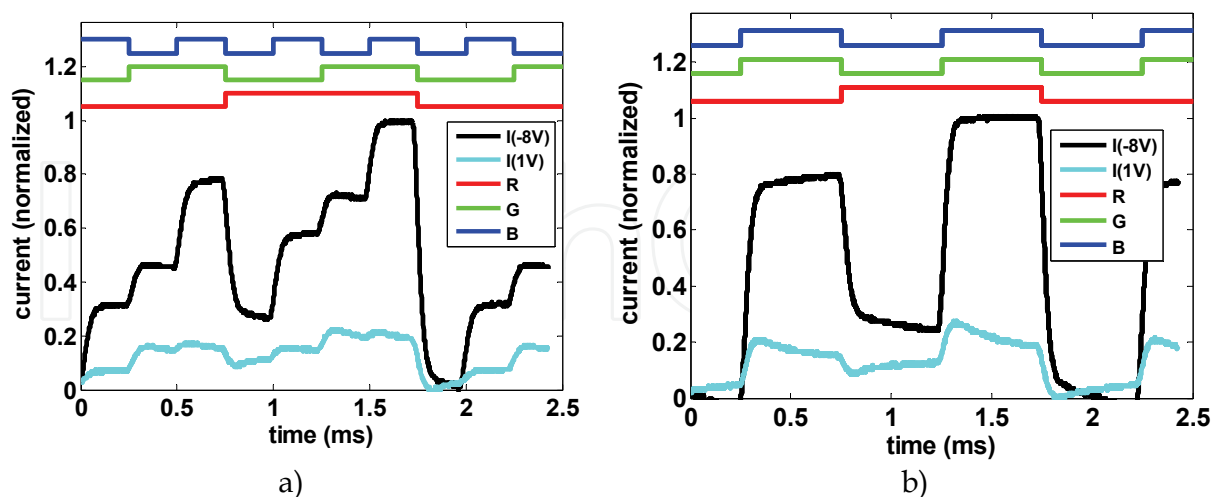 1.2
1
0.8
0.6
0.4
0.2
0
0 0.5 1 1.5 2 2.5
current (normalized)
time (ms)
I(-8V)
I(1V)
R
G
B
a)
1.2
1
0.8
0.6
0.4
0.2
0
0 0.5 1 1.5 2 2.5
current (normalized)
time (ms)
I(-8V)
I(1V)
R
G
B
b)